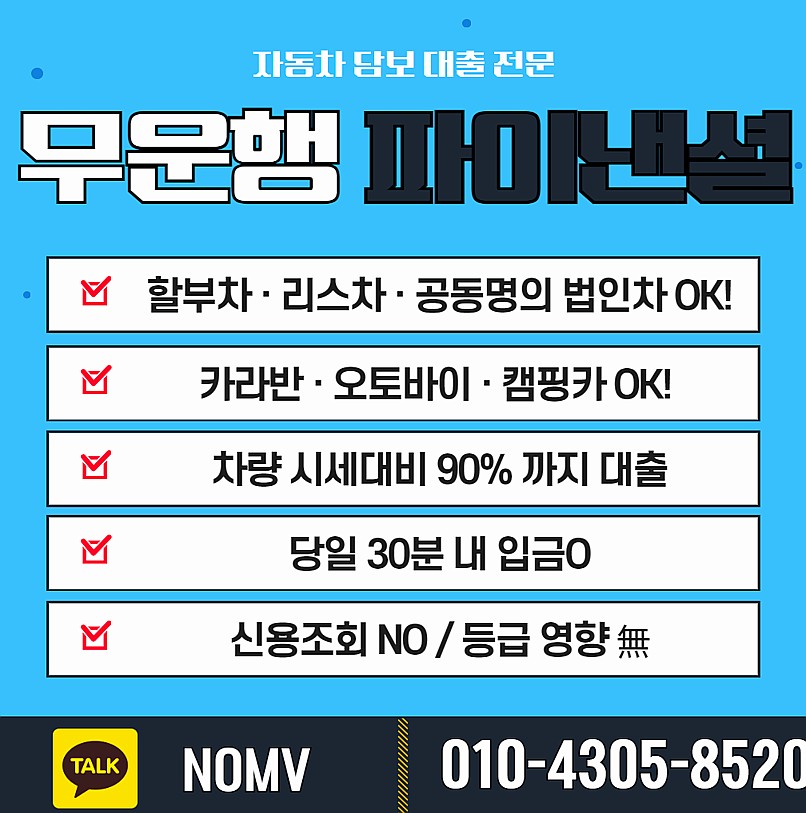 자동차 담보 대출 전문
무운행 파이낸셜
할부차 · 리스차 · 공동명의 법인차 OK!
카라반 · 오토바이 · 캠핑카 OK!
차량 시세대비 90% 까지 대출
당일 30분 내 입금O
신용조회 NO / 등급 영향 無
TALK NOMV 010-4305-8520